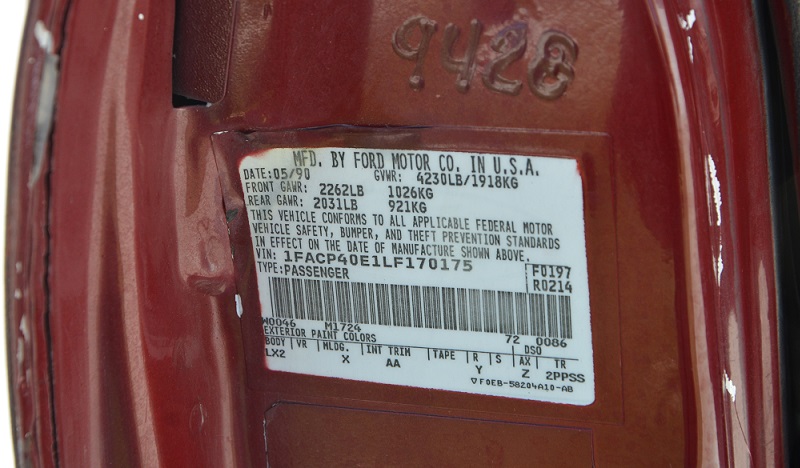 9428
MFD. BY FORD MOTOR CO. IN U.S.A.
DATE:05/90 GVWR: 4230LB/1918KG
FRONT GAWR: 2262LB 1026KG
REAR GAWR: 2031LB 921KG
THIS VEHICLE CONFORMS TO ALL APPLICABLE FEDERAL MOTOR
VEHICLE SAFETY, BUMPER, AND THEFT PREVENTION STANDARDS
IN EFFECT ON THE DATE OF MANUFACTURE SHOWN ABOVE.
VIN: 1FACP40E1LF170175 F0197
TYPE:PASSENGER R0214
M0046 M1724 72 0086
EXTERIOR PAINT COLORS DSO
BODY VR MLDG. INT TRIM TAPE R S AX TR
LX2 X AA Y Z 2PPSS
▽F0EB-58204A10-AB